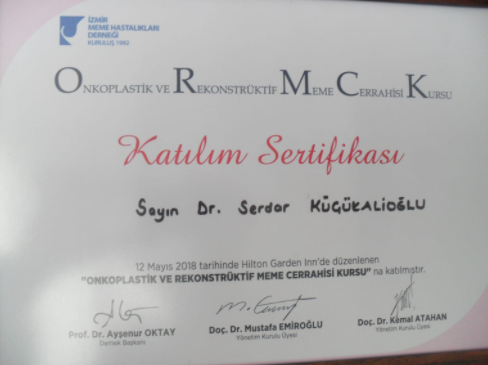 İZMİR
MEME HASTALIKLARI
DERNEĞİ
KURULUŞ 1992
ONKOPLASTİK VE REKONSTRÜKTİF MEME CERRAHİSİ KURSU
Katılım Sertifikası
Sayın Dr. Serdar KÜÇÜKALİOĞLU
12 Mayıs 2018 tarihinde Hilton Garden Inn'de düzenlenen
"ONKOPLASTİK VE REKONSTRÜKTİF MEME CERRAHİSİ KURSU" na katılmıştır.
Prof. Dr. Ayşenur OKTAY
Dernek Başkanı
Doç. Dr. Mustafa EMİROĞLU
Yönetim Kurulu Üyesi
Doç. Dr. Kemal ATAHAN
Yönetim Kurulu Üyesi